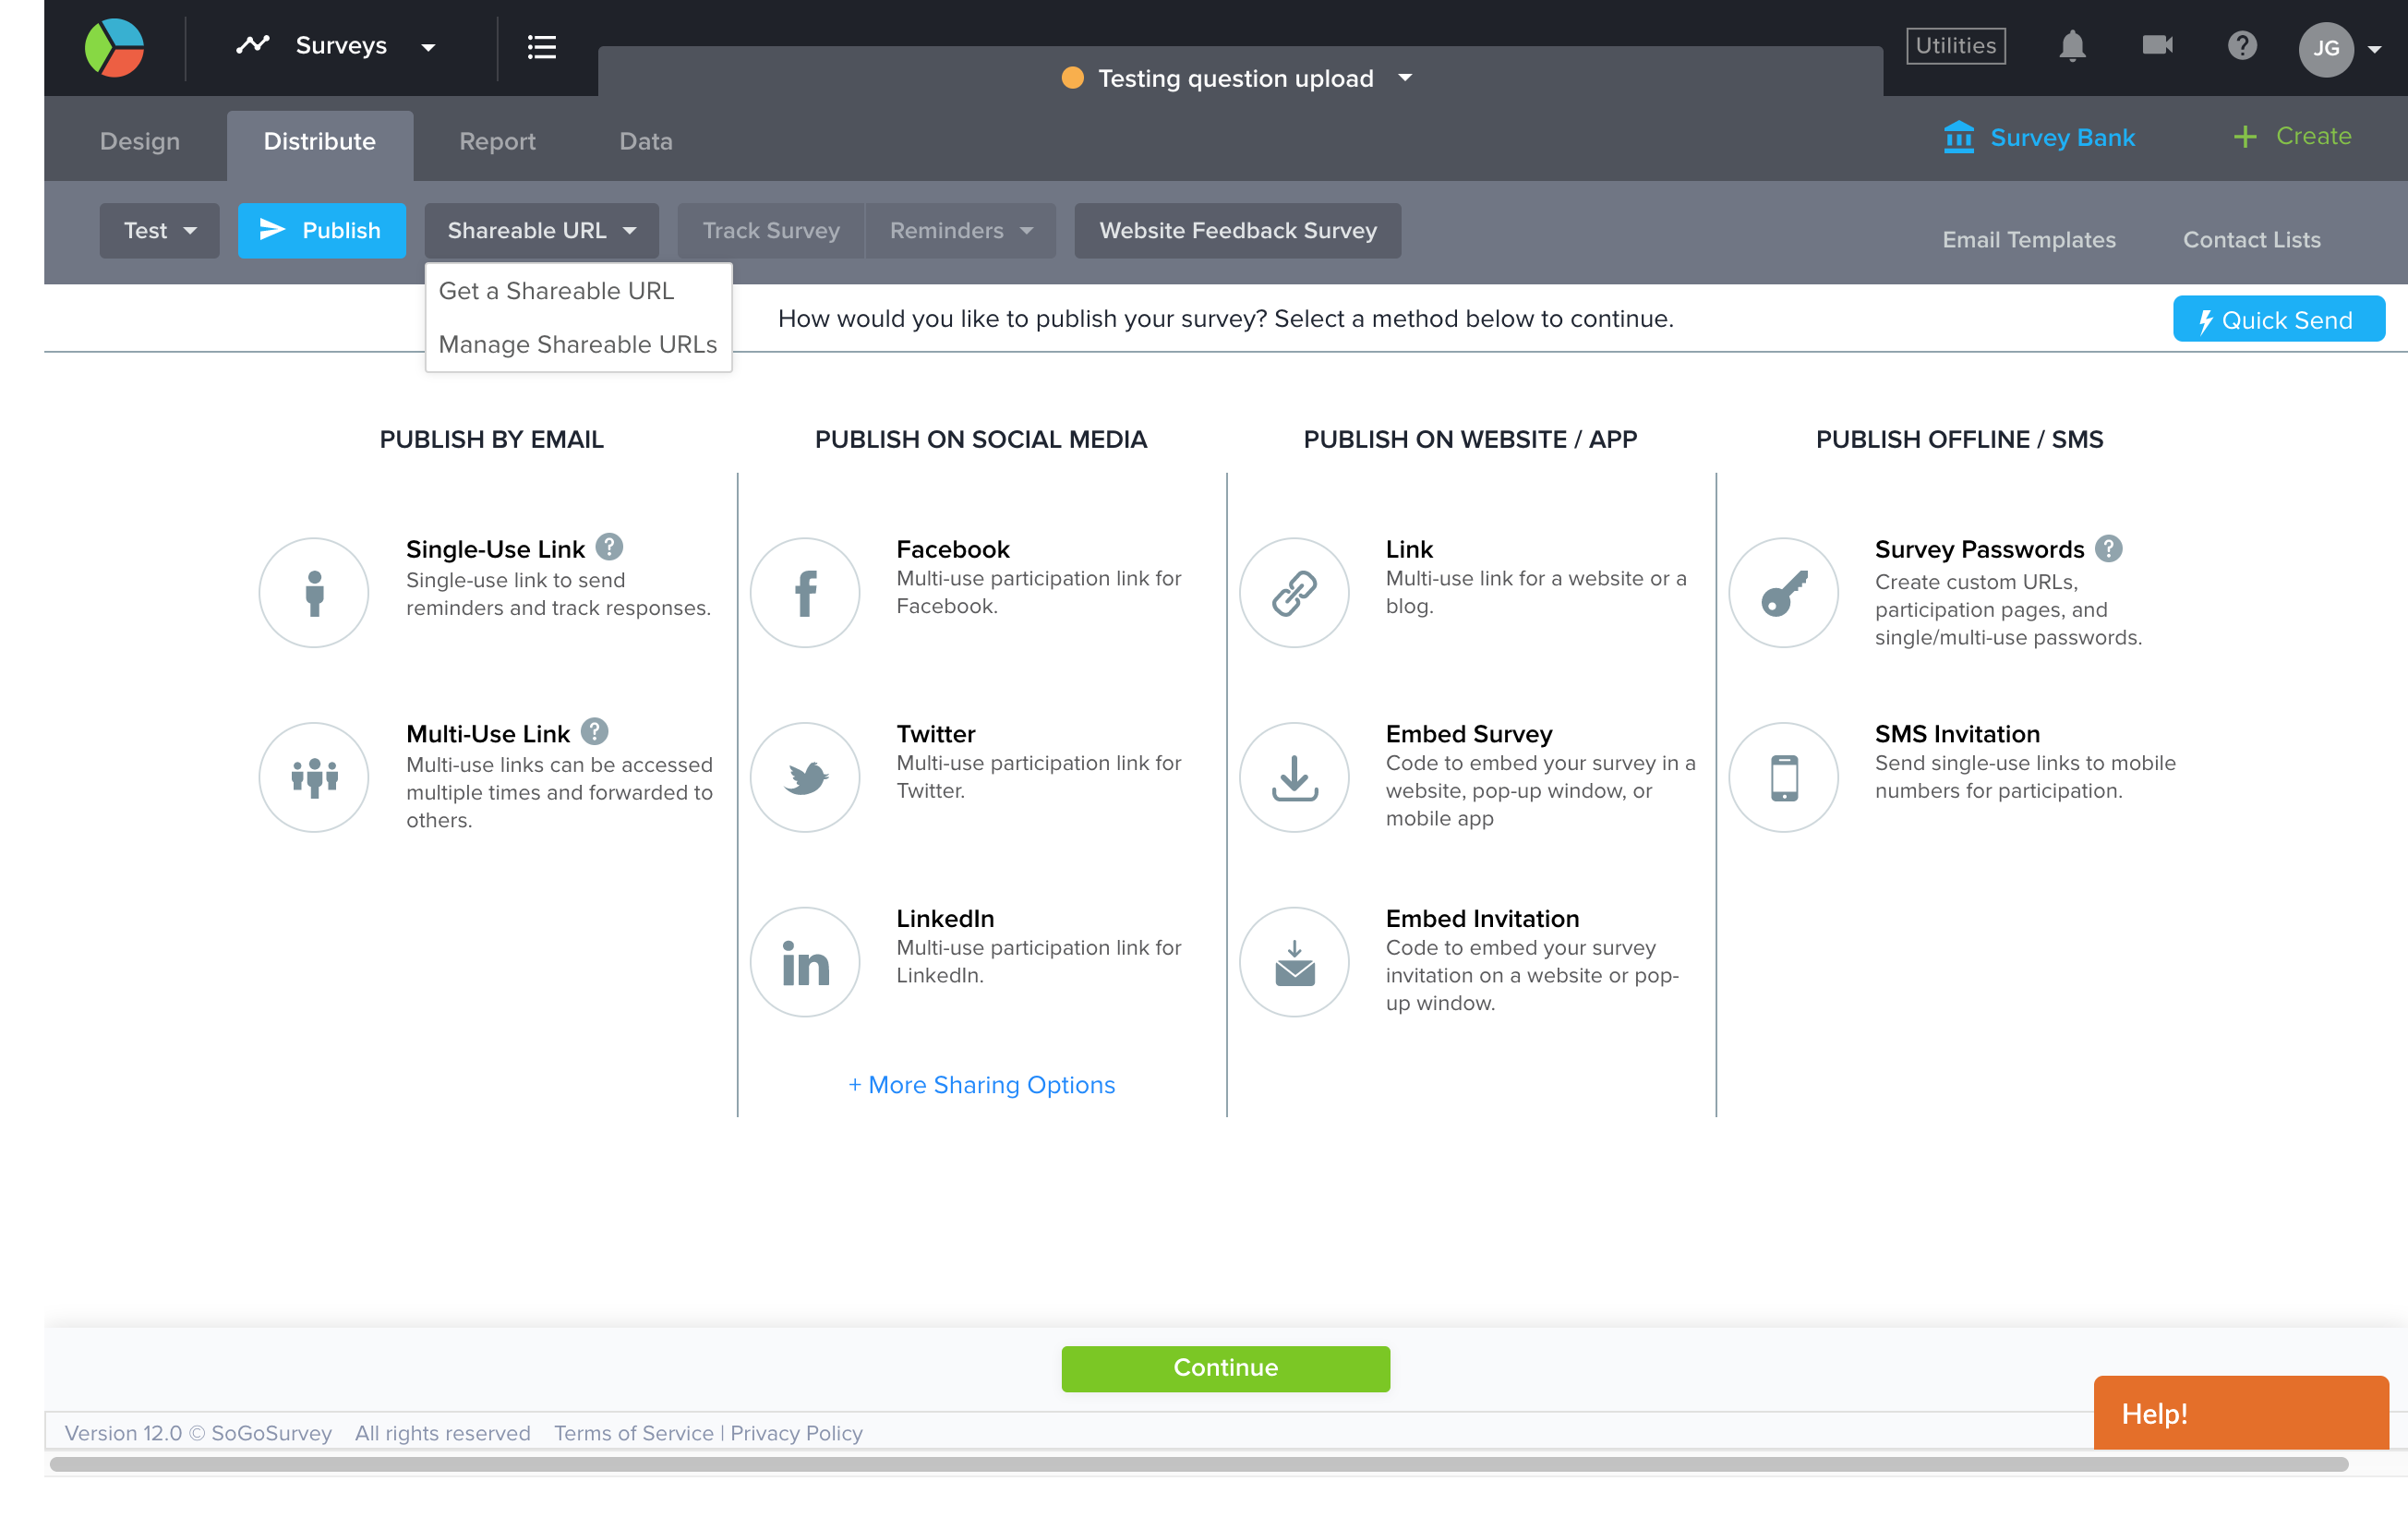 Surveys
Testing question upload
Utilities
JG
Design
Distribute
Report
Data
Survey Bank
+ Create
Test
Publish
Shareable URL
Track Survey
Reminders
Website Feedback Survey
Email Templates
Contact Lists
Get a Shareable URL
Manage Shareable URLs
How would you like to publish your survey? Select a method below to continue.
Quick Send
PUBLISH BY EMAIL
Single-Use Link ?
Single-use link to send
reminders and track responses.
Multi-Use Link ?
Multi-use links can be accessed
multiple times and forwarded to
others.
PUBLISH ON SOCIAL MEDIA
Facebook
Multi-use participation link for
Facebook.
Twitter
Multi-use participation link for
Twitter.
LinkedIn
Multi-use participation link for
LinkedIn.
+ More Sharing Options
PUBLISH ON WEBSITE / APP
Link
Multi-use link for a website or a
blog.
Embed Survey
Code to embed your survey in a
website, pop-up window, or
mobile app
Embed Invitation
Code to embed your survey
invitation on a website or pop-
up window.
PUBLISH OFFLINE / SMS
Survey Passwords ?
Create custom URLs,
participation pages, and
single/multi-use passwords.
SMS Invitation
Send single-use links to mobile
numbers for participation.
Continue
Help!
Version 12.0 © SoGoSurvey All rights reserved Terms of Service | Privacy Policy